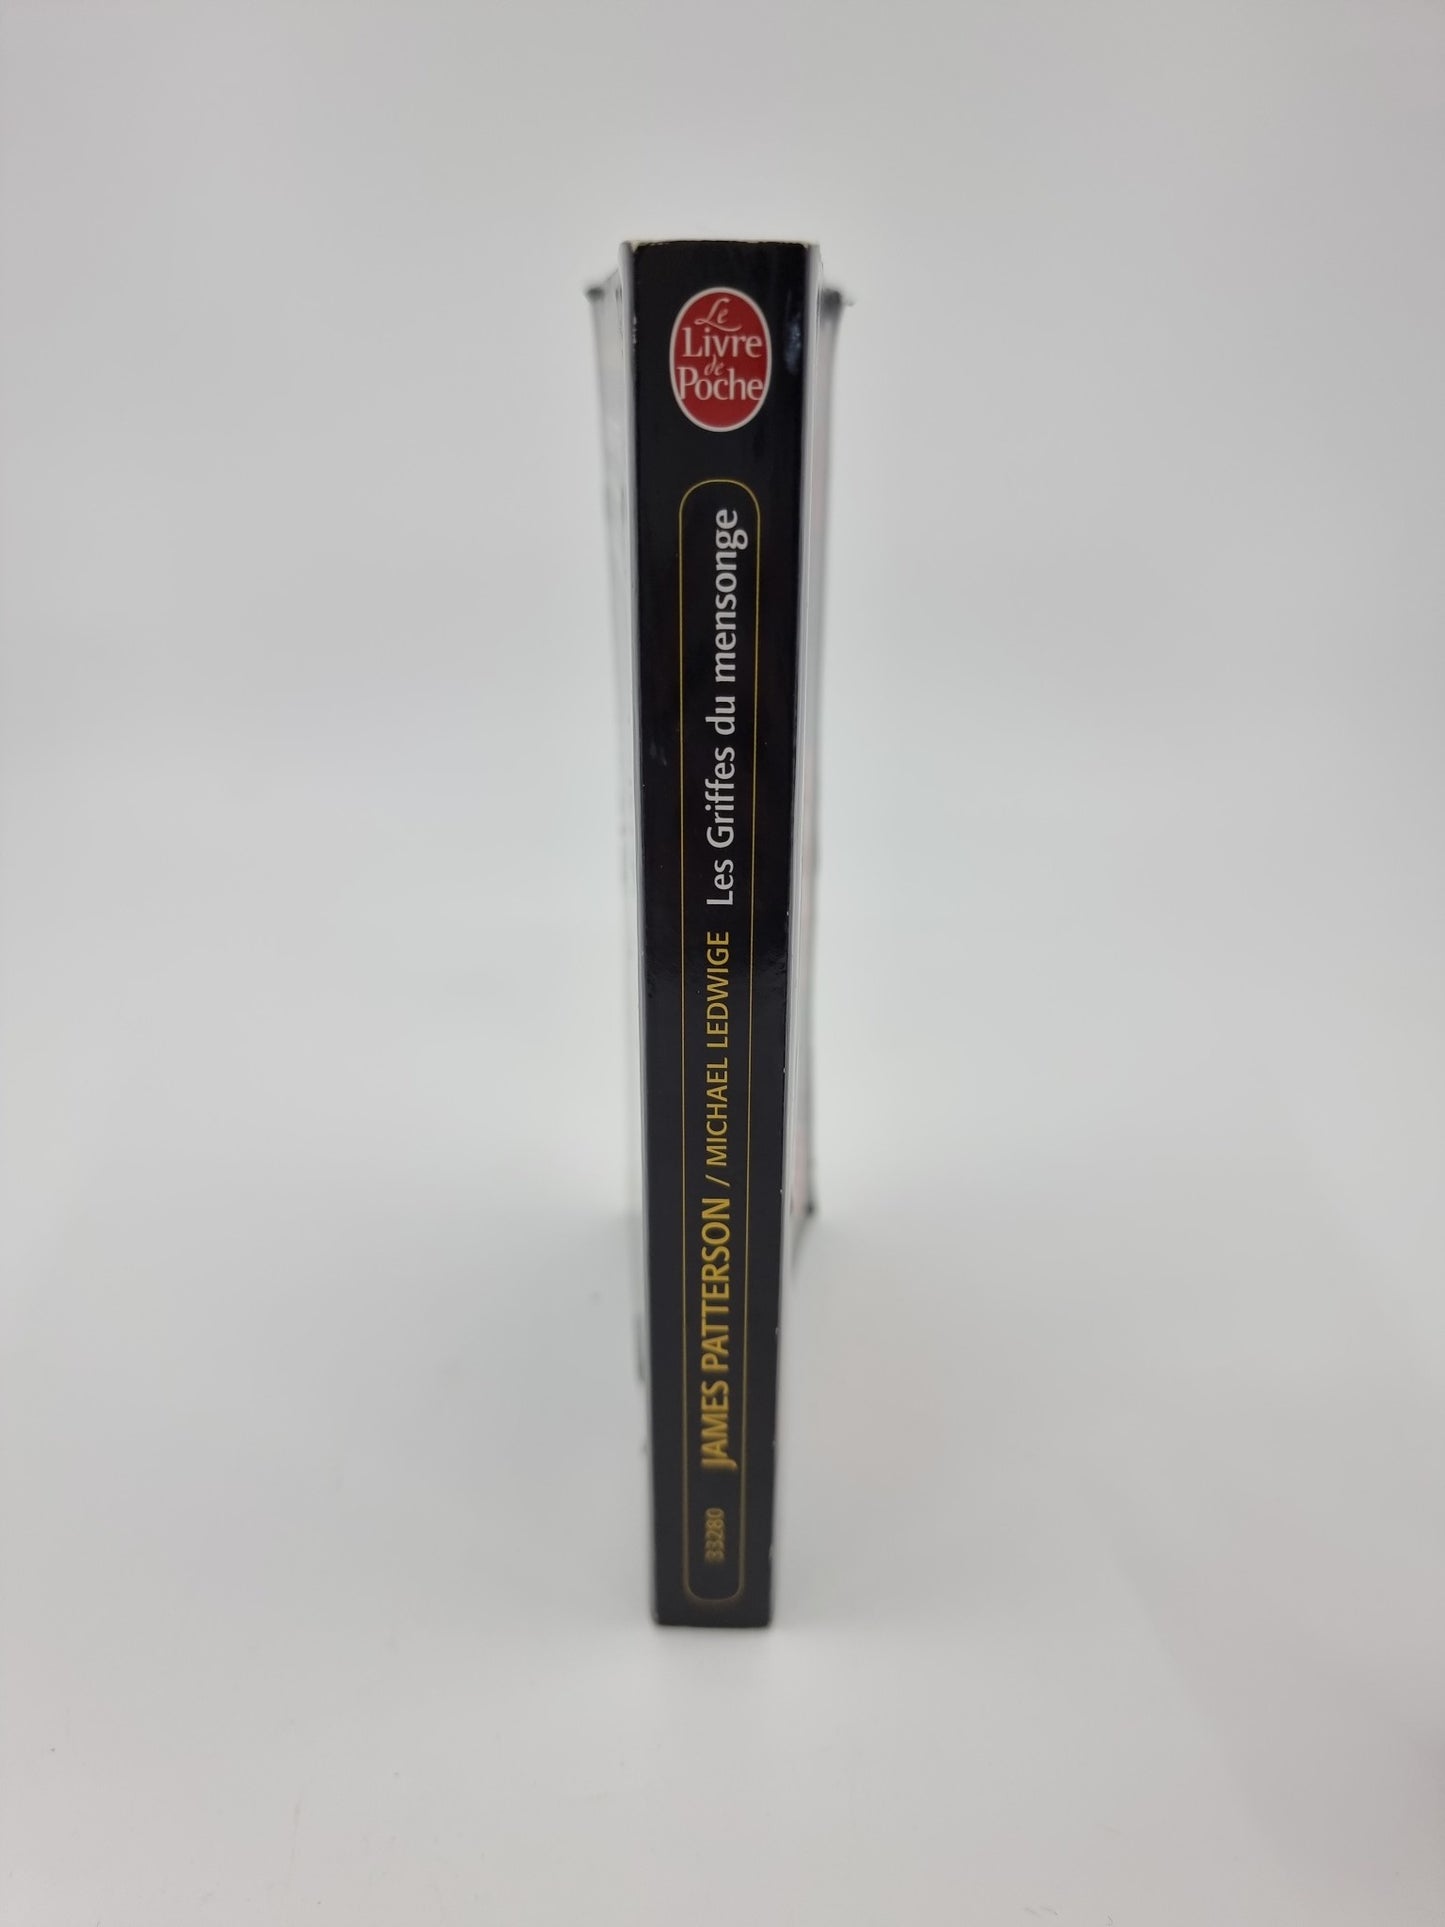 Le
Livre
de
Poche
33280 JAMES PATTERSON / MICHAEL LEDWIGE Les Griffes du mensonge